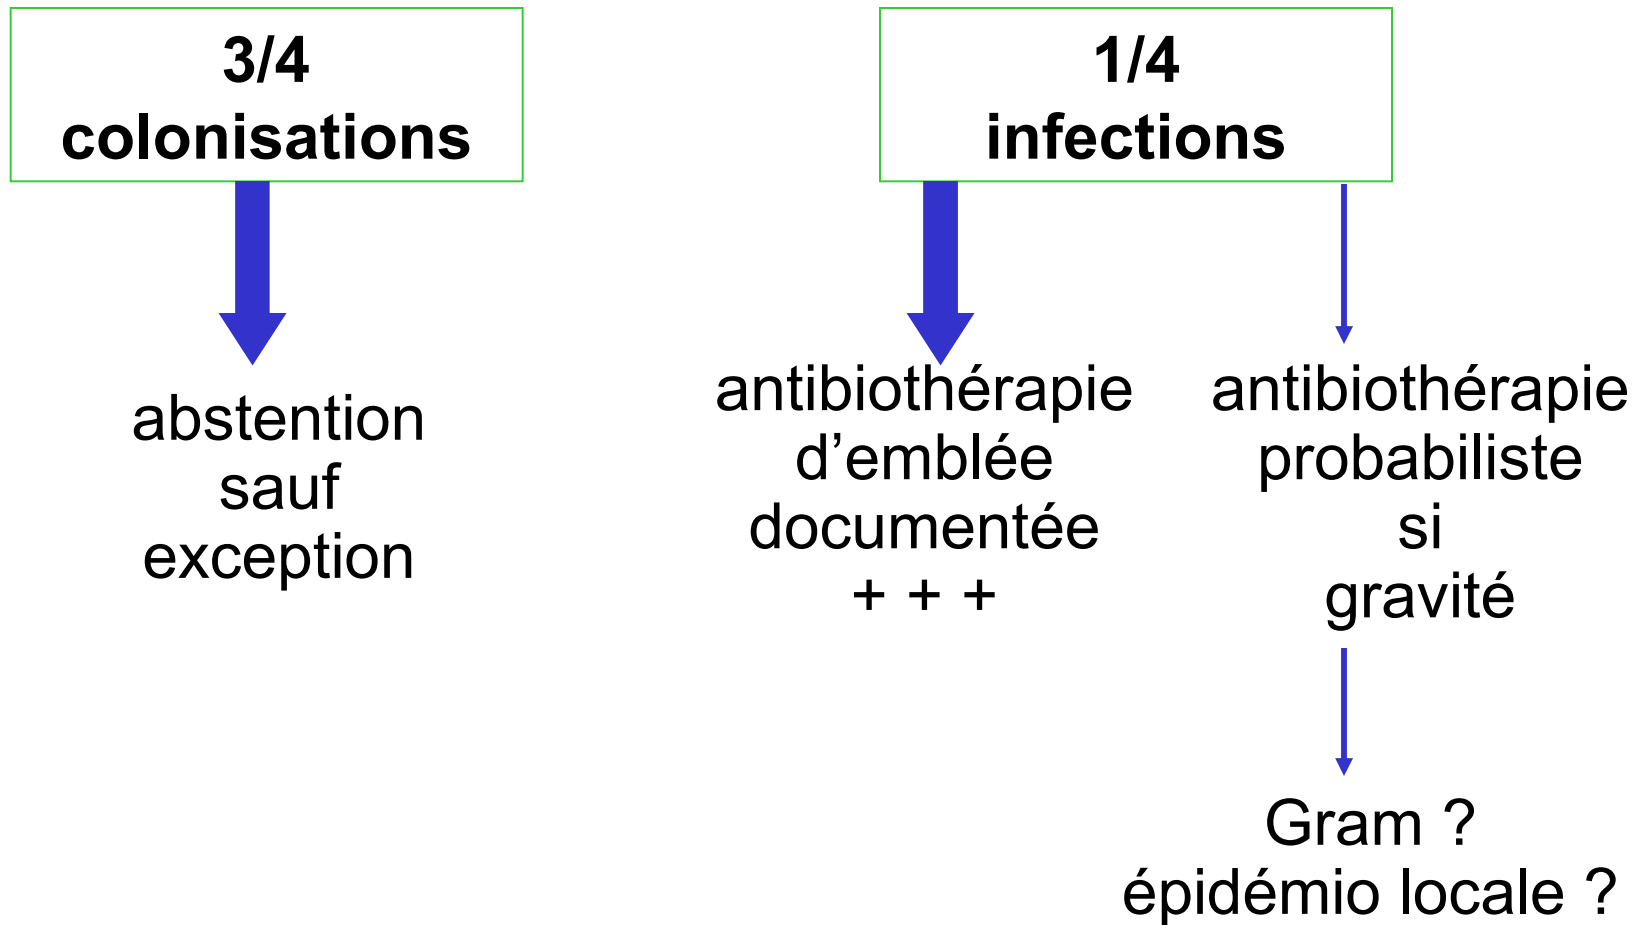 3/4
colonisations
1/4
infections
abstention
sauf
exception
antibiothérapie
d’emblée
documentée
+ + +
antibiothérapie
probabiliste
si
gravité
Gram ?
épidémio locale ?